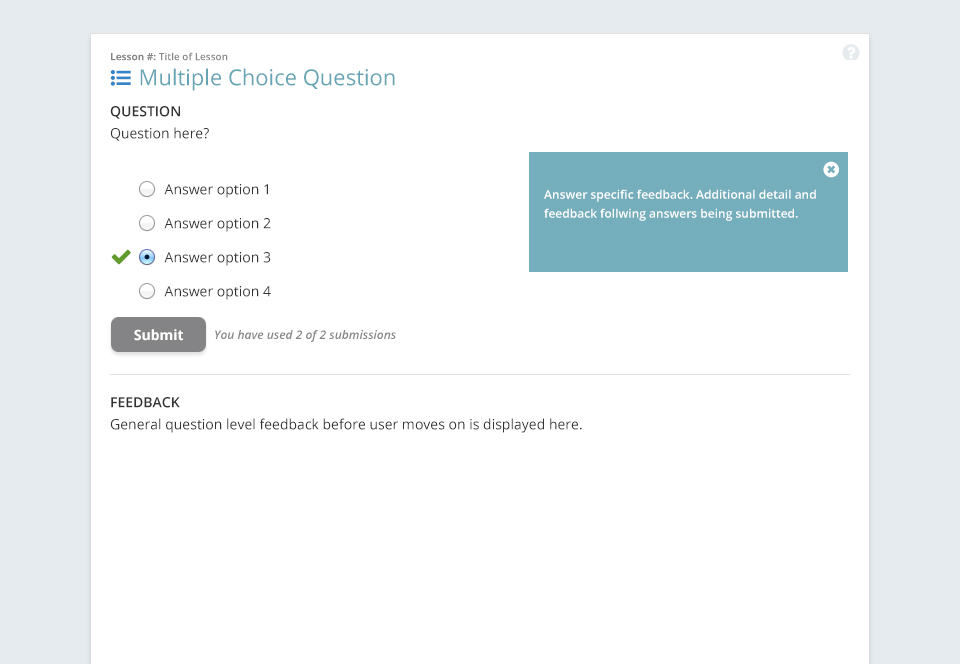 Lesson #: Title of Lesson
?
Multiple Choice Question
QUESTION
Question here?
Answer option 1
Answer option 2
Answer option 3
Answer option 4
Answer specific feedback. Additional detail and
feedback follwing answers being submitted.
Submit
You have used 2 of 2 submissions
FEEDBACK
General question level feedback before user moves on is displayed here.